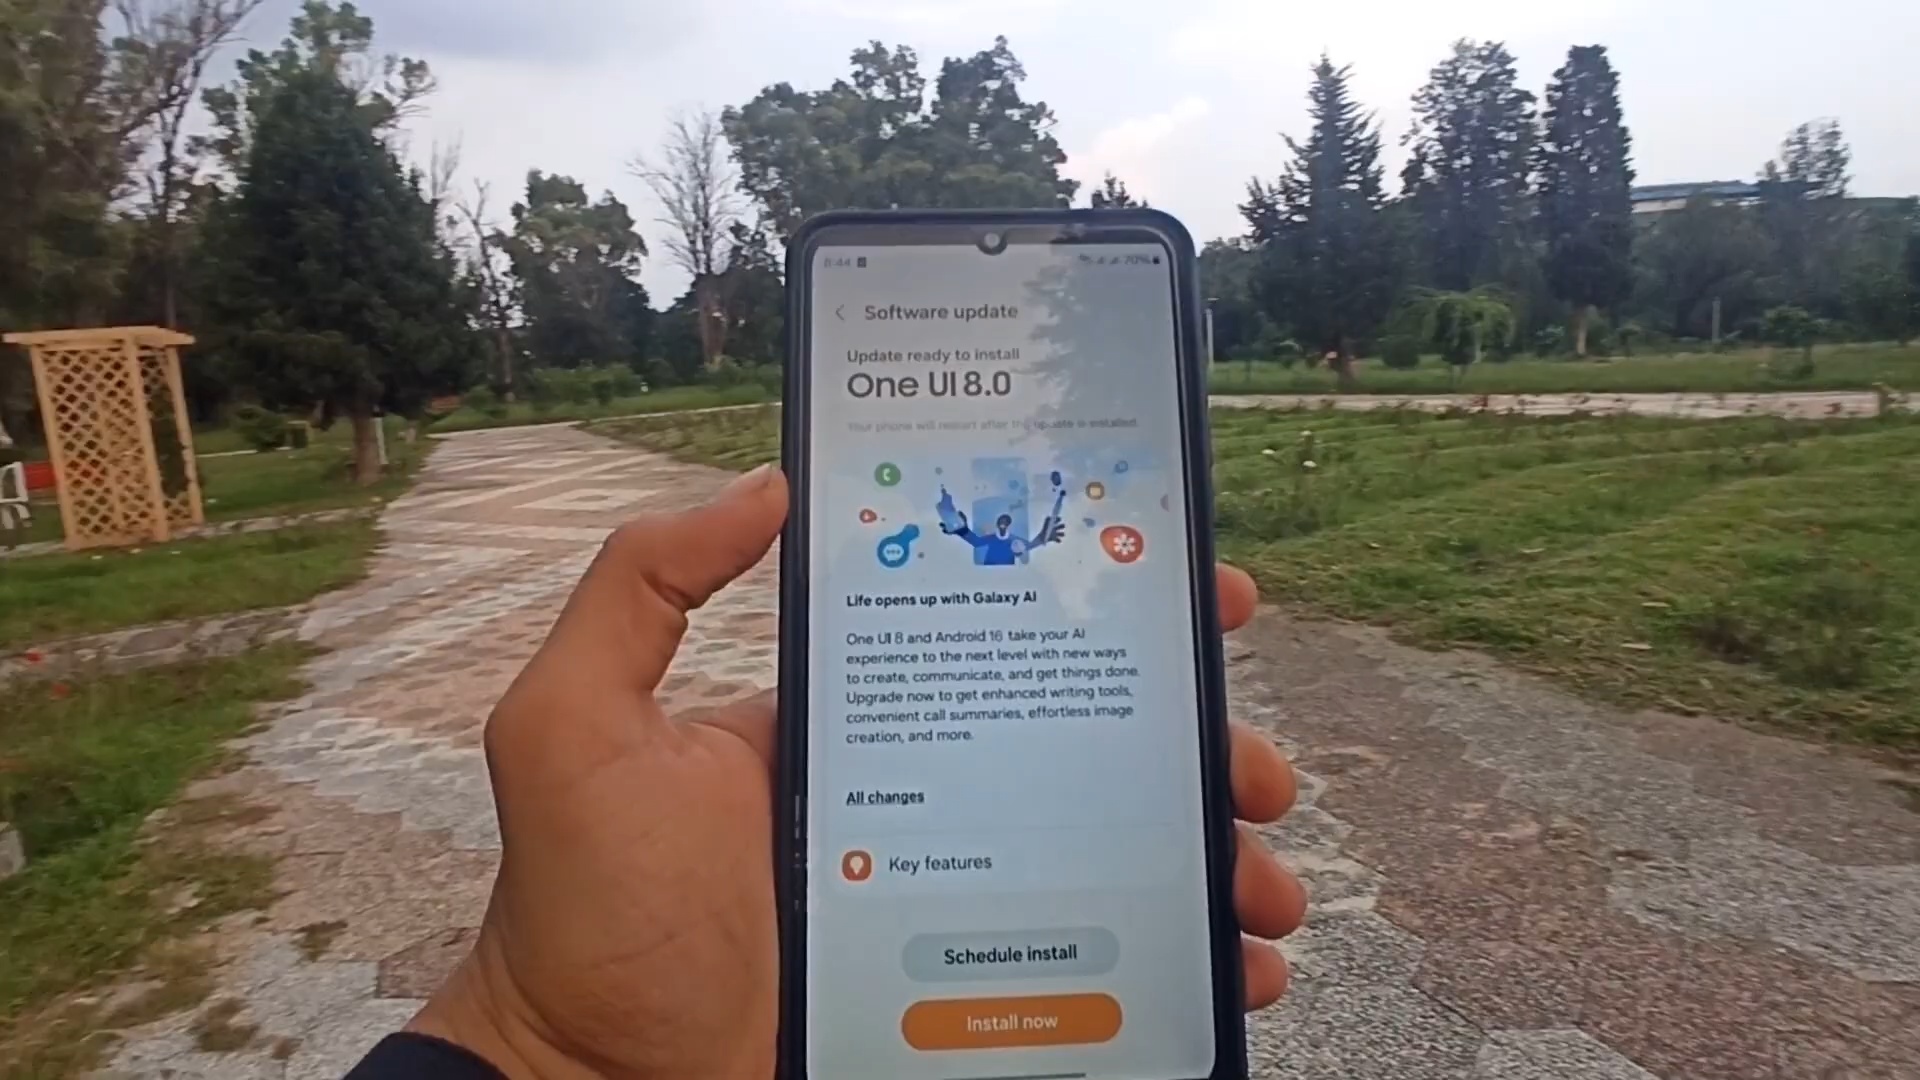 8:44
70%
Software update
Update ready to install
One UI 8.0
Your phone will restart after the update is installed.
Life opens up with Galaxy AI
One UI 8 and Android 16 take your AI
experience to the next level with new ways
to create, communicate, and get things done.
Upgrade now to get enhanced writing tools,
convenient call summaries, effortless image
creation, and more.
All changes
Key features
Schedule install
Install now